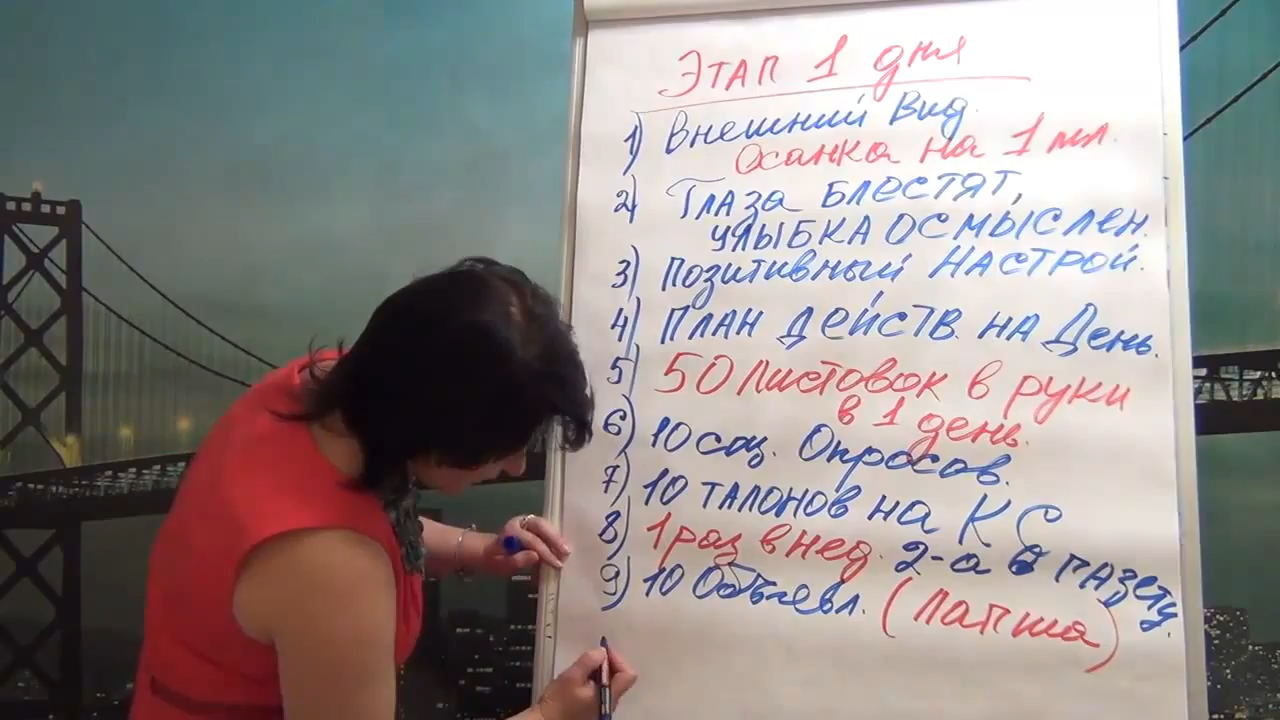 ЭТАП 1 дня
1) Внешний Вид.
Осанка на 1 мл.
2) Глаза БЛЕСТЯТ,
УЛЫБКА ОСМЫСЛЕН.
3) Позитивный НАСТРОЙ.
4) ПЛАН ДЕЙСТВ. НА День.
5) 50 Листовок в руки
в 1 день.
6) 10 соц. Опросов.
7) 10 ТАЛОНОВ на КС
8) 1 раз в нед. 2-а в газету.
9) 10 Объявл. (Лапша)